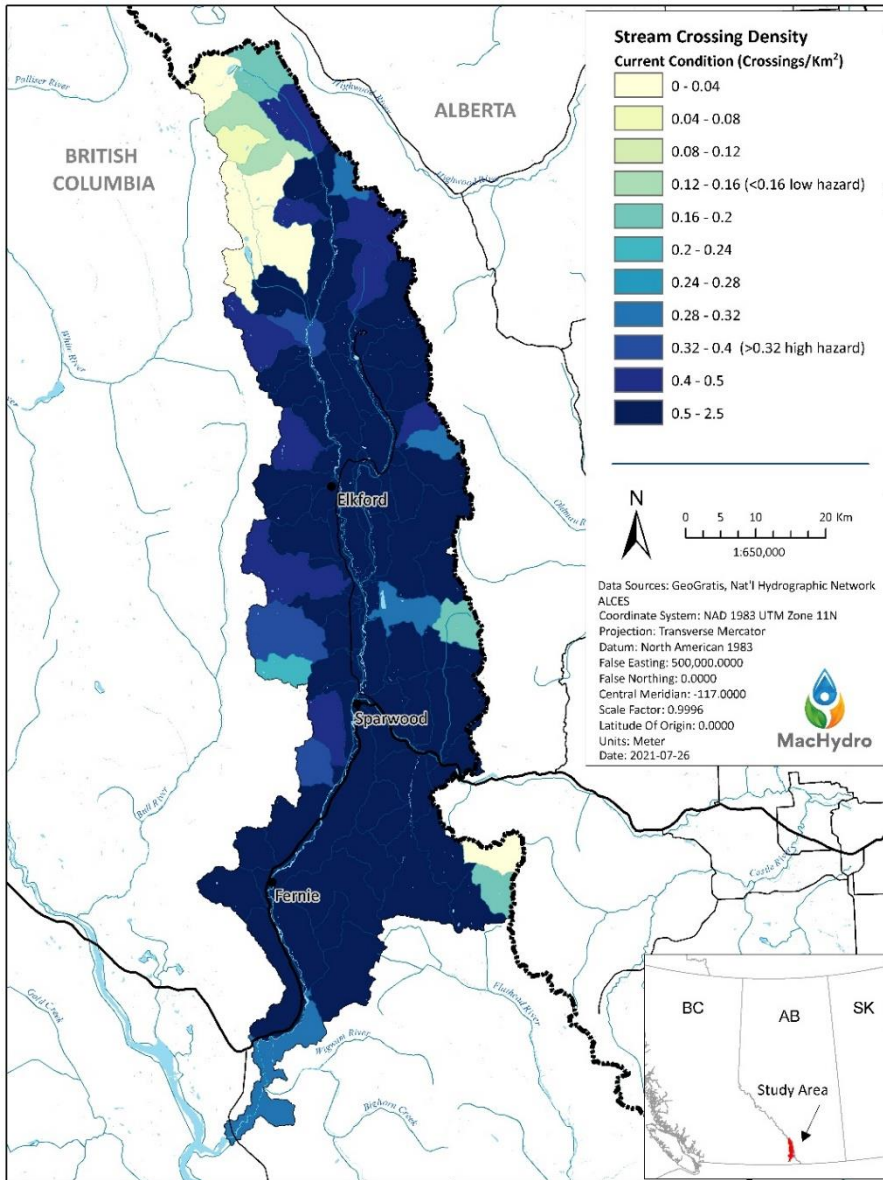 Stream Crossing Density
Current Condition (Crossings/Km²)
0 - 0.04
0.04 - 0.08
0.08 - 0.12
0.12 - 0.16 (<0.16 low hazard)
0.16 - 0.2
0.2 - 0.24
0.24 - 0.28
0.28 - 0.32
0.32 - 0.4 (>0.32 high hazard)
0.4 - 0.5
0.5 - 2.5
N
0 5 10 20 Km
1:650,000
Data Sources: GeoGratis, Nat'l Hydrographic Network
ALCES
Coordinate System: NAD 1983 UTM Zone 11N
Projection: Transverse Mercator
Datum: North American 1983
False Easting: 500,000.0000
False Northing: 0.0000
Central Meridian: -117.0000
Scale Factor: 0.9996
Latitude Of Origin: 0.0000
Units: Meter
Date: 2021-07-26
MacHydro
Palliser River
Highwood River
ALBERTA
BRITISH
COLUMBIA
Highwood River
White River
Elkford
Oldman
Sparwood
Bull River
Castle River
Fernie
Gold Creek
Flathead River
Wigwam River
Bighorn Creek
BC
AB
SK
Study Area